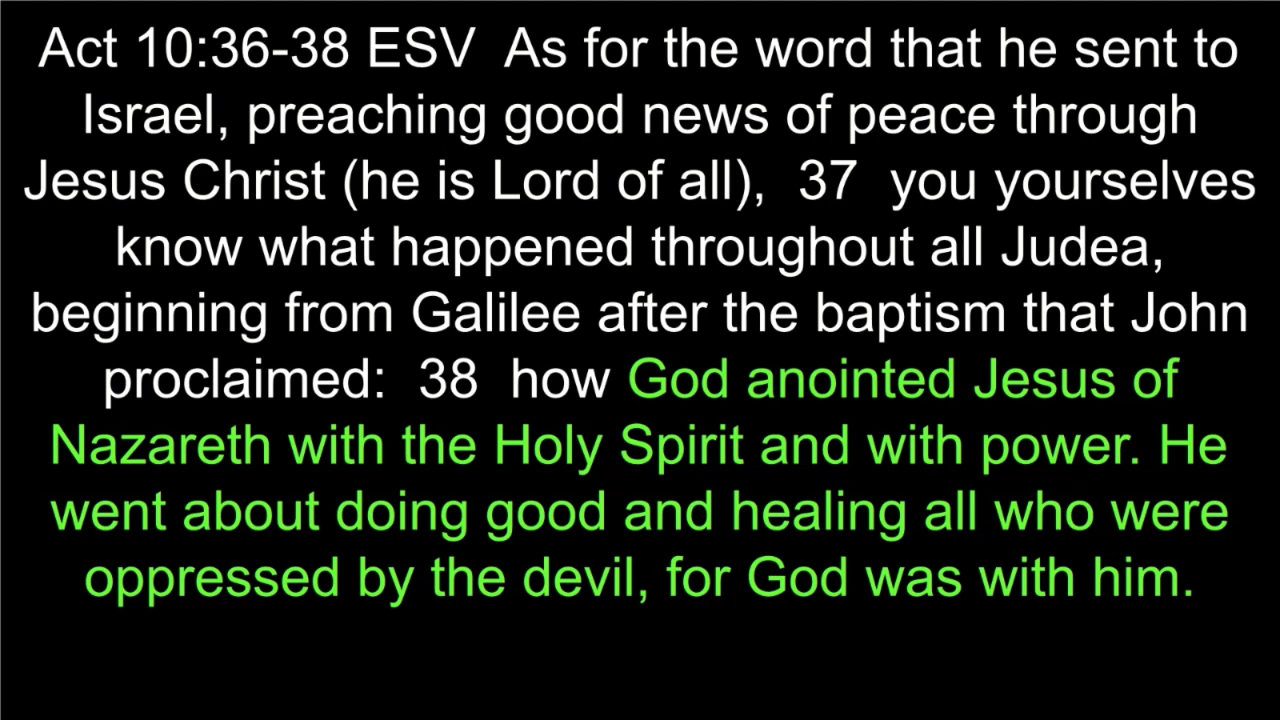 Act 10:36-38 ESV  As for the word that he sent to
Israel, preaching good news of peace through
Jesus Christ (he is Lord of all),  37  you yourselves
know what happened throughout all Judea,
beginning from Galilee after the baptism that John
proclaimed:  38  how God anointed Jesus of
Nazareth with the Holy Spirit and with power. He
went about doing good and healing all who were
oppressed by the devil, for God was with him.